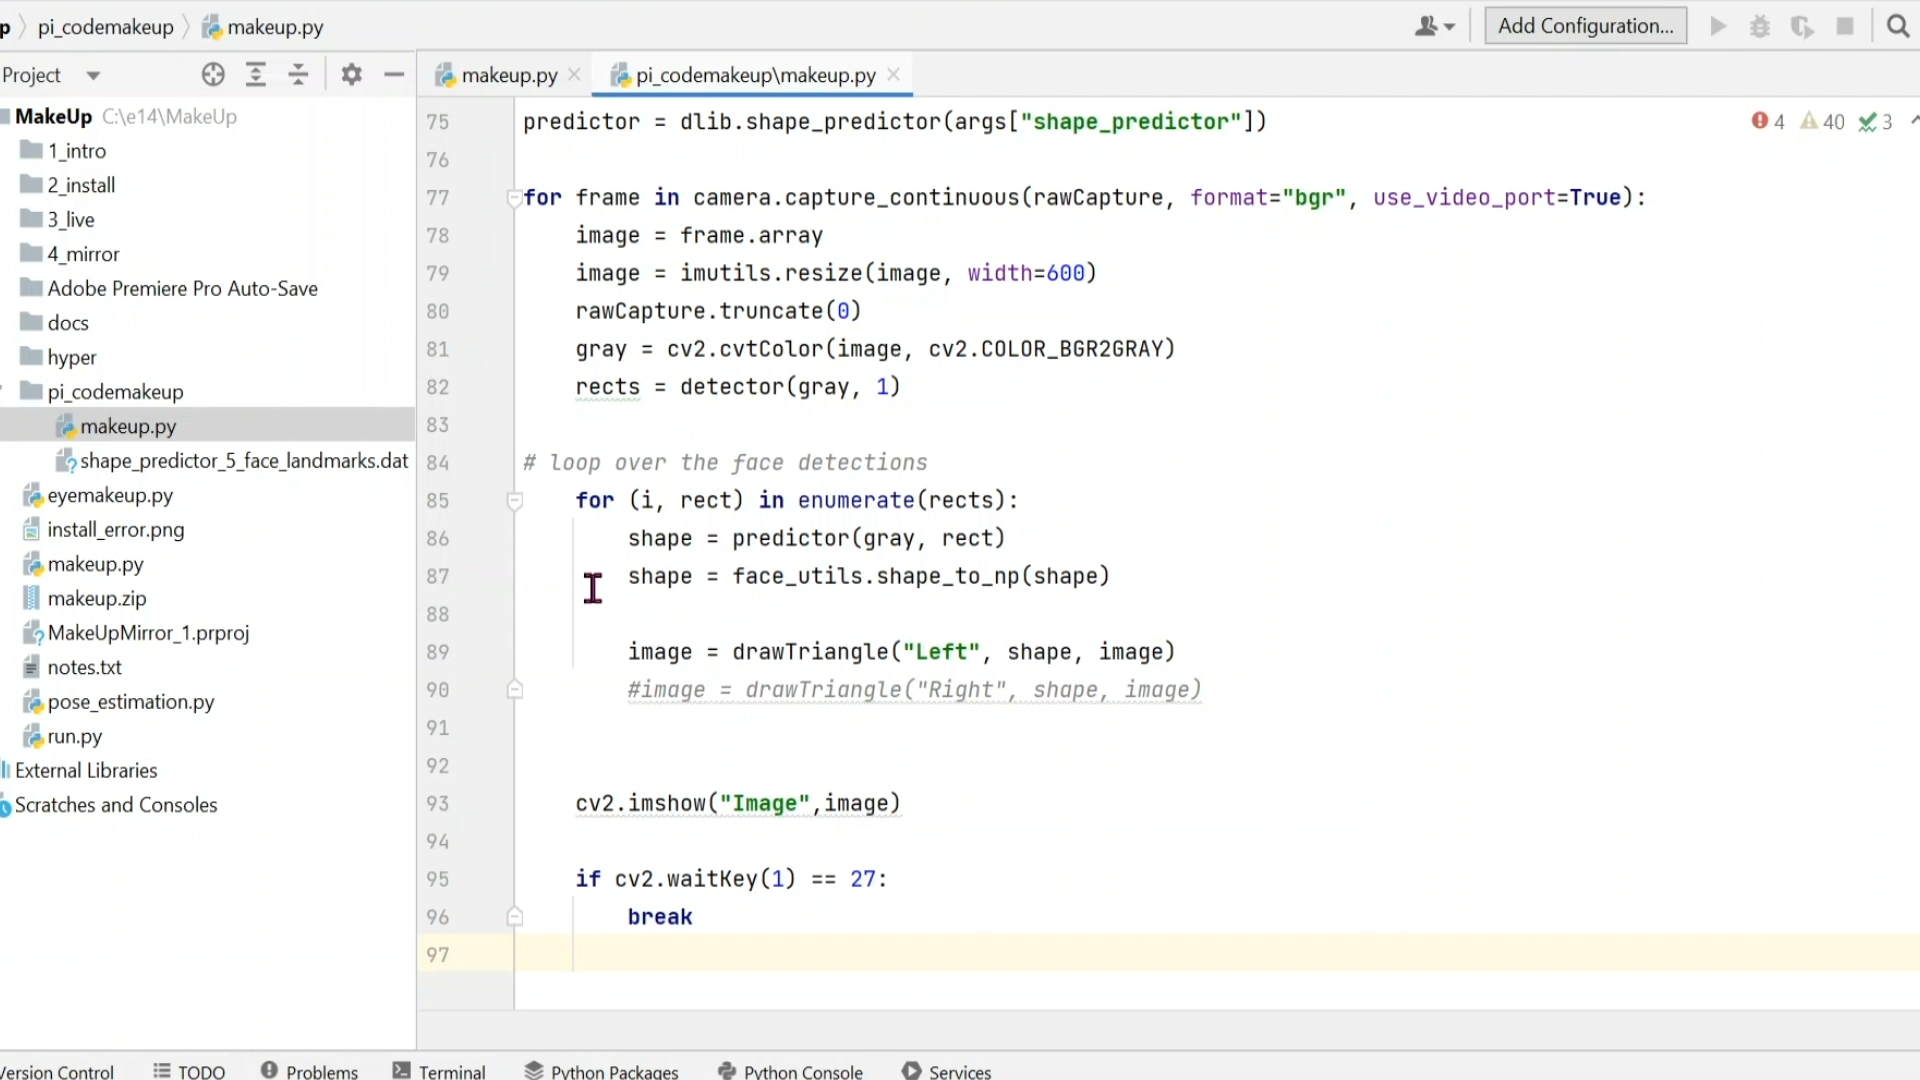 p pi_codemakeup makeup.py Add Configuration...
Project makeup.py pi_codemakeup\makeup.py
MakeUp C:\e14\MakeUp
1_intro
2_install
3_live
4_mirror
Adobe Premiere Pro Auto-Save
docs
hyper
pi_codemakeup
makeup.py
shape_predictor_5_face_landmarks.dat
eyemakeup.py
install_error.png
makeup.py
makeup.zip
MakeUpMirror_1.prproj
notes.txt
pose_estimation.py
run.py
External Libraries
Scratches and Consoles
75 predictor = dlib.shape_predictor(args["shape_predictor"])
4 40 3
76
77 for frame in camera.capture_continuous(rawCapture, format="bgr", use_video_port=True):
78 image = frame.array
79 image = imutils.resize(image, width=600)
80 rawCapture.truncate(0)
81 gray = cv2.cvtColor(image, cv2.COLOR_BGR2GRAY)
82 rects = detector(gray, 1)
83
84 # loop over the face detections
85 for (i, rect) in enumerate(rects):
86 shape = predictor(gray, rect)
87 shape = face_utils.shape_to_np(shape)
88
89 image = drawTriangle("Left", shape, image)
90 #image = drawTriangle("Right", shape, image)
91
92
93 cv2.imshow("Image",image)
94
95 if cv2.waitKey(1) == 27:
96 break
97
Version Control TODO Problems Terminal Python Packages Python Console Services